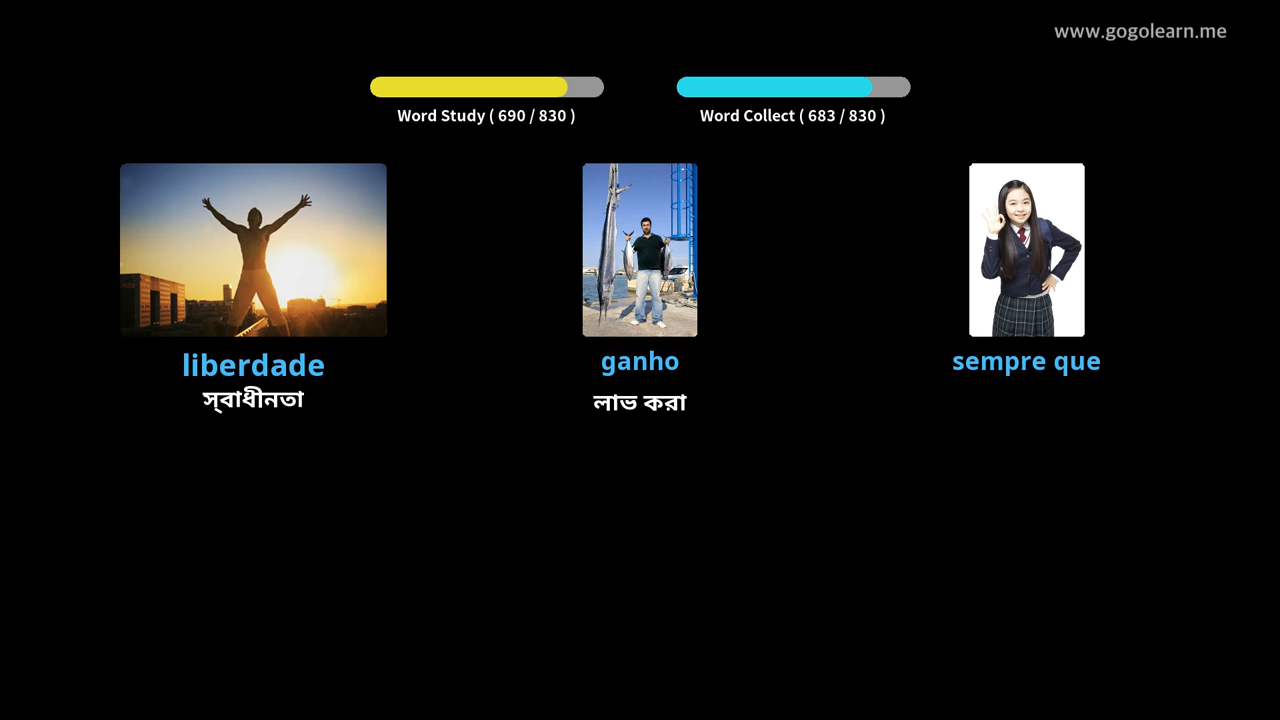 www.gogolearn.me
Word Study ( 690 / 830 )
Word Collect ( 683 / 830 )
liberdade
স্বাধীনতা
ganho
লাভ করা
sempre que